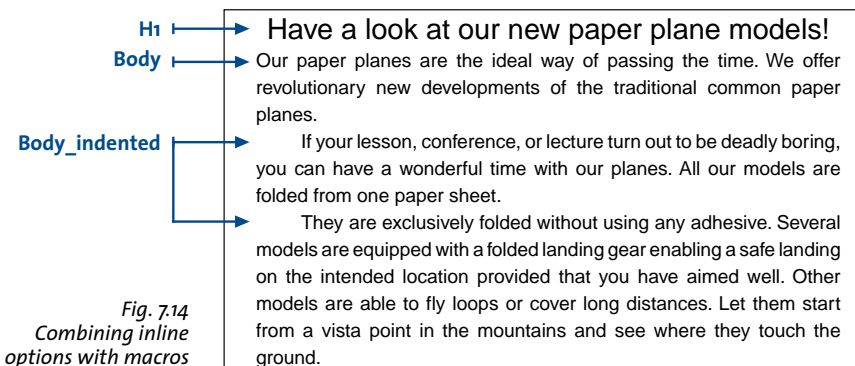 H1
Have a look at our new paper plane models!
Body
Our paper planes are the ideal way of passing the time. We offer
revolutionary new developments of the traditional common paper
planes.
Body_indented
If your lesson, conference, or lecture turn out to be deadly boring,
you can have a wonderful time with our planes. All our models are
folded from one paper sheet.
They are exclusively folded without using any adhesive. Several
models are equipped with a folded landing gear enabling a safe landing
on the intended location provided that you have aimed well. Other
models are able to fly loops or cover long distances. Let them start
from a vista point in the mountains and see where they touch the
ground.
Fig. 7.14
Combining inline
options with macros